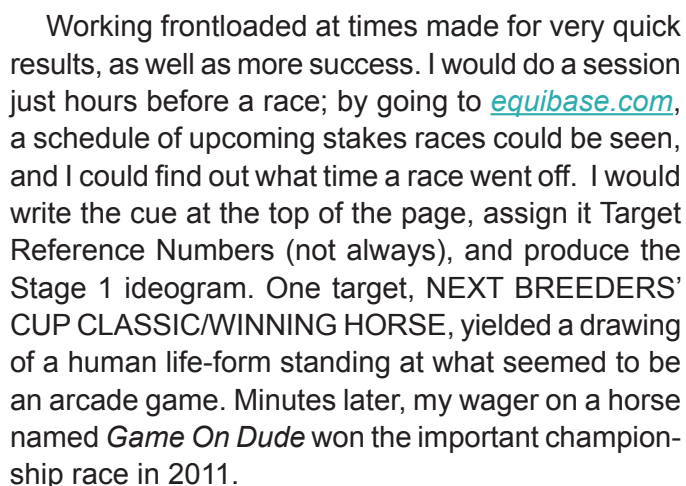 Working frontloaded at times made for very quick
results, as well as more success. I would do a session
just hours before a race; by going to equibase.com,
a schedule of upcoming stakes races could be seen,
and I could find out what time a race went off.  I would
write the cue at the top of the page, assign it Target
Reference Numbers (not always), and produce the
Stage 1 ideogram. One target, NEXT BREEDERS’
CUP CLASSIC/WINNING HORSE, yielded a drawing
of a human life-form standing at what seemed to be
an arcade game. Minutes later, my wager on a horse
named Game On Dude won the important champion-
ship race in 2011.